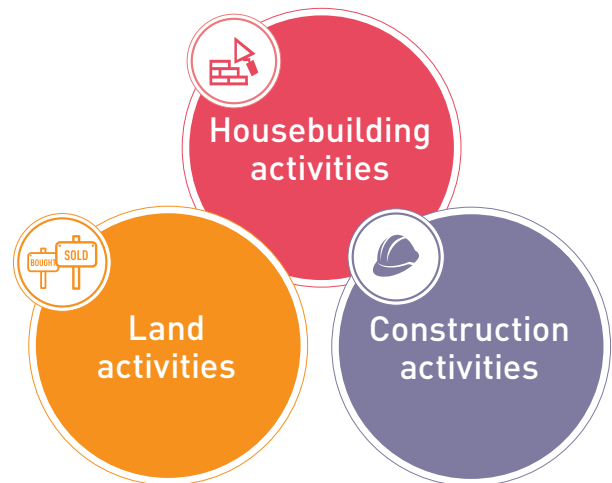 Housebuilding
activities
BOUGHT
SOLD
Land
activities
Construction
activities